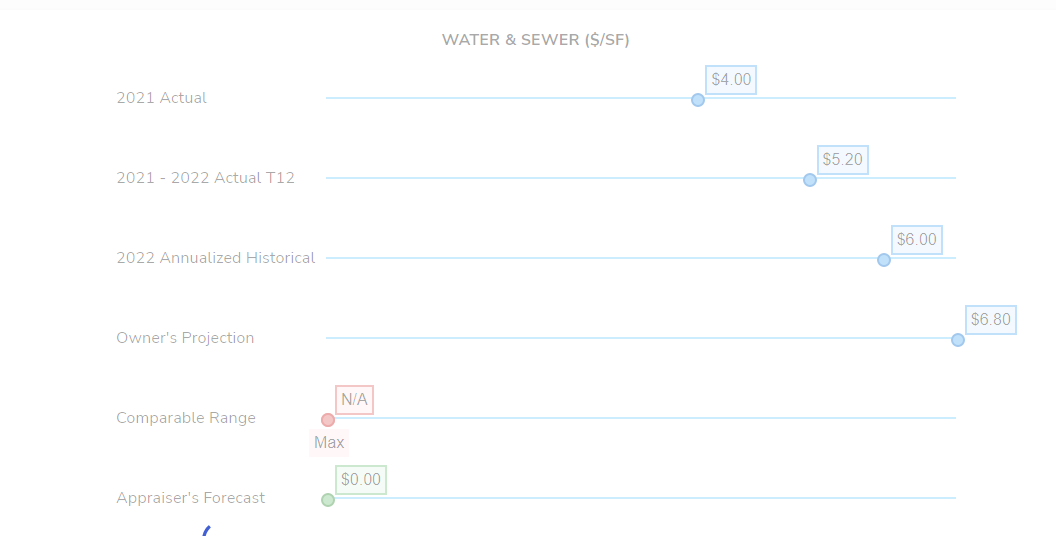 WATER & SEWER ($/SF)
2021 Actual
$4.00
2021 - 2022 Actual T12
$5.20
2022 Annualized Historical
$6.00
Owner's Projection
$6.80
Comparable Range
N/A
Max
Appraiser's Forecast
$0.00